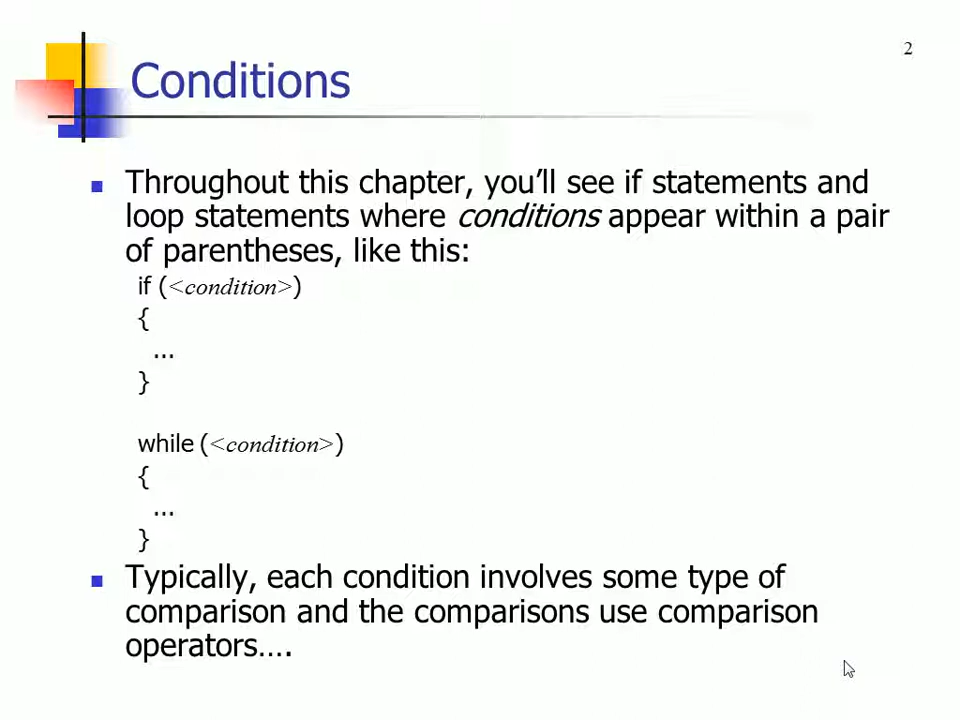 2
Conditions
Throughout this chapter, you’ll see if statements and
loop statements where conditions appear within a pair
of parentheses, like this:
if (<condition>)
{
...
}
while (<condition>)
{
...
}
Typically, each condition involves some type of
comparison and the comparisons use comparison
operators….